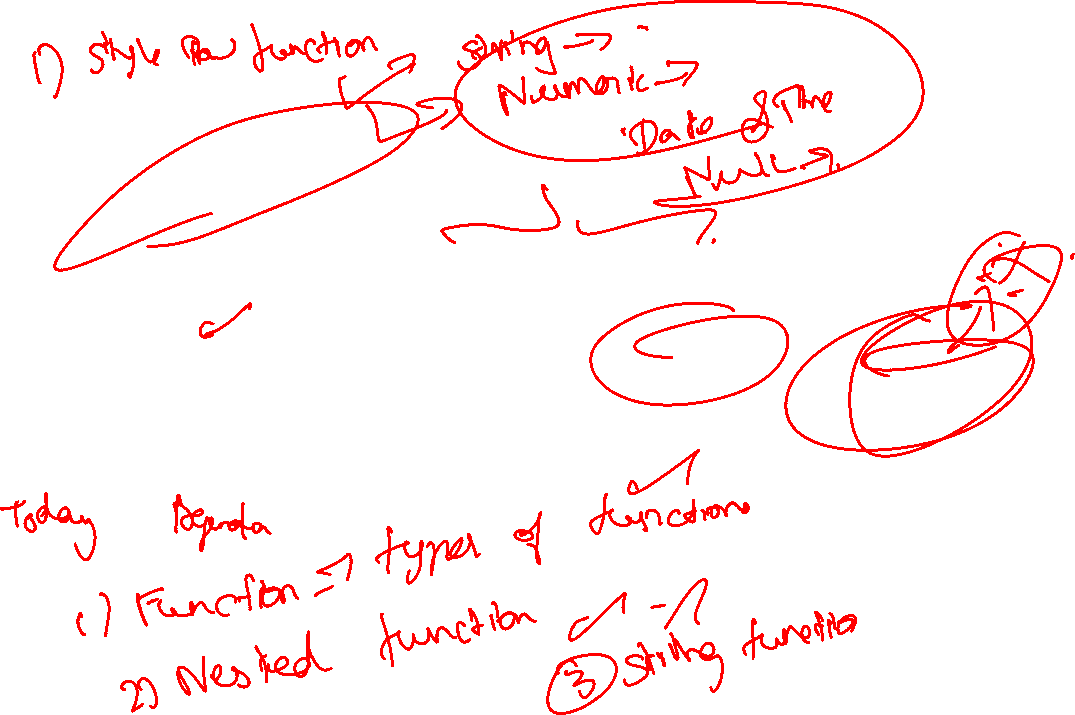 1) Style Row function
String →
Numeric →
Date & Time
Null →
Today Agenda
1) Function => types of functions
2) Nested function
3 String function